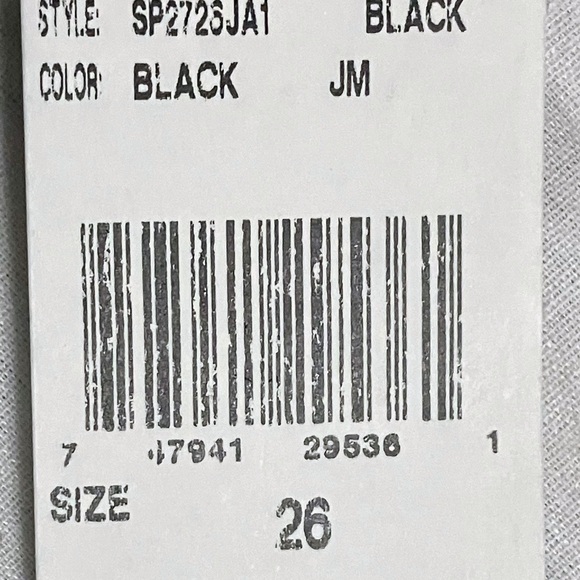 STYLE: SP2726JA1 BLACK
COLOR: BLACK JM
7 47941 29536 1
SIZE 26